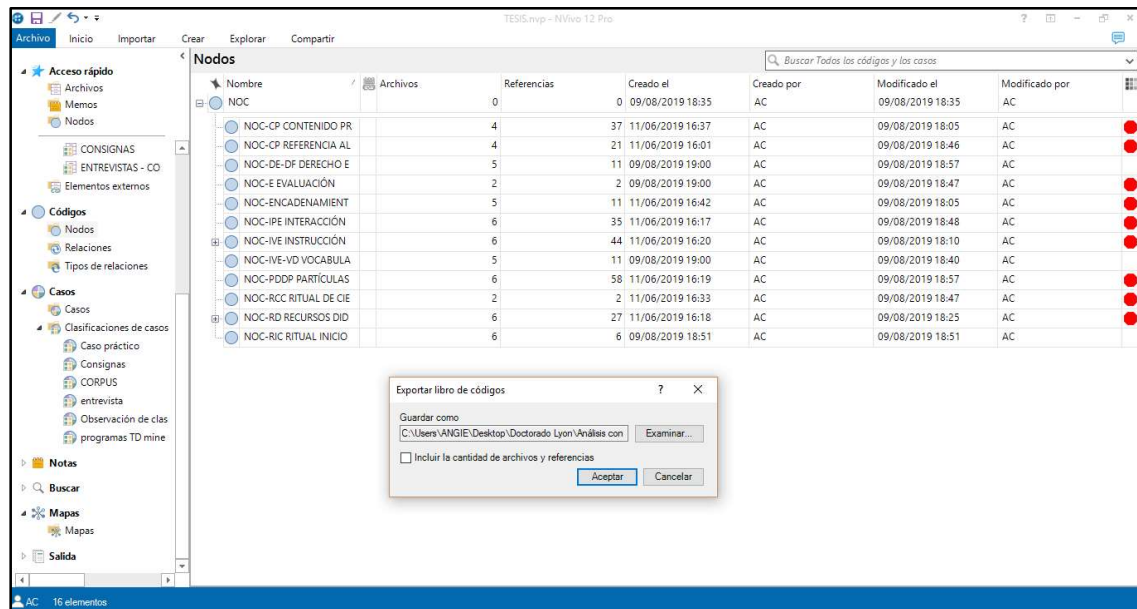 TESIS.nvp - NVivo 12 Pro
Archivo Inicio Importar Crear Explorar Compartir
Nodos
Buscar Todos los códigos y los casos
Acceso rápido
Archivos
Memos
Nodos
CONSIGNAS
ENTREVISTAS - CO
Elementos externos
Códigos
Nodos
Relaciones
Tipos de relaciones
Casos
Casos
Clasificaciones de casos
Caso práctico
Consignas
CORPUS
entrevista
Observación de clas
programas TD mine
Notas
Buscar
Mapas
Mapas
Salida
Nombre Archivos Referencias Creado el Creado por Modificado el Modificado por
NOC 0 0 09/08/2019 18:35 AC 09/08/2019 18:35 AC
NOC-CP CONTENIDO PR 4 37 11/06/2019 16:37 AC 09/08/2019 18:05 AC
NOC-CP REFERENCIA AL 4 21 11/06/2019 16:01 AC 09/08/2019 18:46 AC
NOC-DE-DF DERECHO E 5 11 09/08/2019 19:00 AC 09/08/2019 18:57 AC
NOC-E EVALUACIÓN 2 2 09/08/2019 19:00 AC 09/08/2019 18:47 AC
NOC-ENCADENAMIENT 5 11 11/06/2019 16:42 AC 09/08/2019 18:05 AC
NOC-IPE INTERACCIÓN 6 35 11/06/2019 16:17 AC 09/08/2019 18:48 AC
NOC-IVE INSTRUCCIÓN 6 44 11/06/2019 16:20 AC 09/08/2019 18:10 AC
NOC-IVE-VD VOCABULA 5 11 09/08/2019 19:00 AC 09/08/2019 18:40 AC
NOC-PDDP PARTÍCULAS 6 58 11/06/2019 16:19 AC 09/08/2019 18:57 AC
NOC-RCC RITUAL DE CIE 2 2 11/06/2019 16:33 AC 09/08/2019 18:47 AC
NOC-RD RECURSOS DID 6 27 11/06/2019 16:18 AC 09/08/2019 18:25 AC
NOC-RIC RITUAL INICIO 6 6 09/08/2019 18:51 AC 09/08/2019 18:51 AC
Exportar libro de códigos ? X
Guardar como
C:\Users\ANGIE\Desktop\Doctorado Lyon\Análisis con Examinar...
Incluir la cantidad de archivos y referencias
Aceptar Cancelar
AC 16 elementos